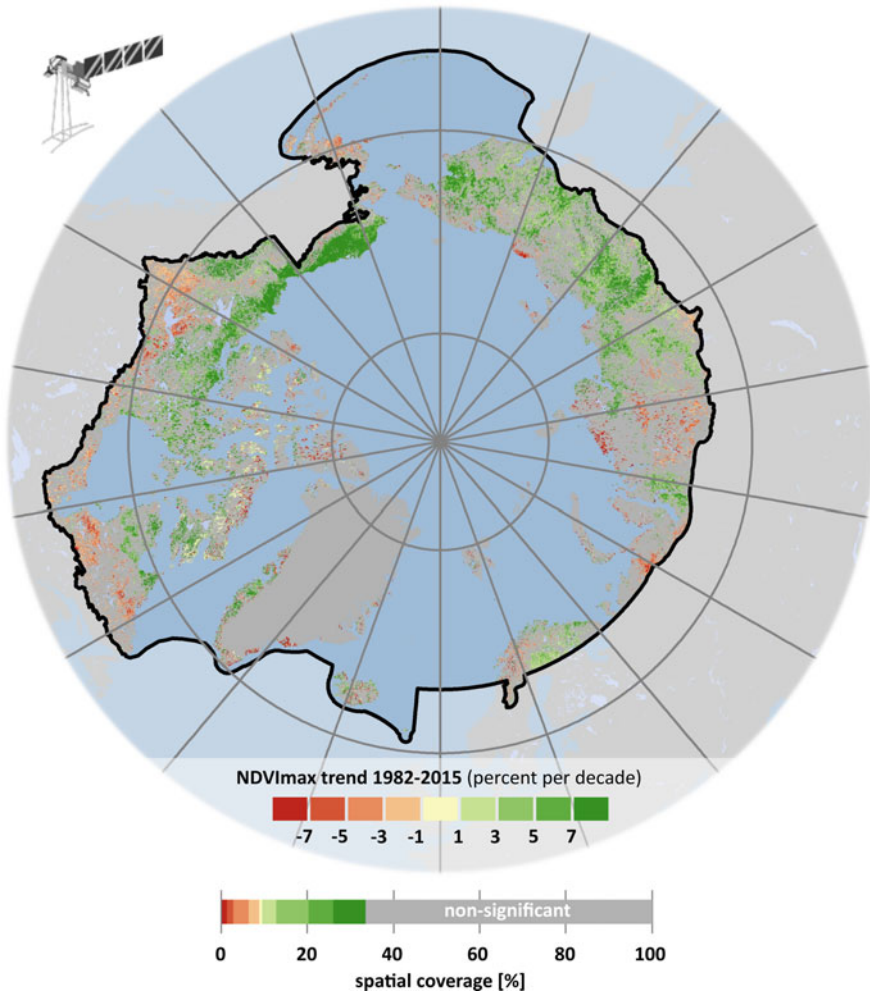 NDVImax trend 1982-2015 (percent per decade)
-7 -5 -3 -1 1 3 5 7
non-significant
0 20 40 60 80 100
spatial coverage [%]